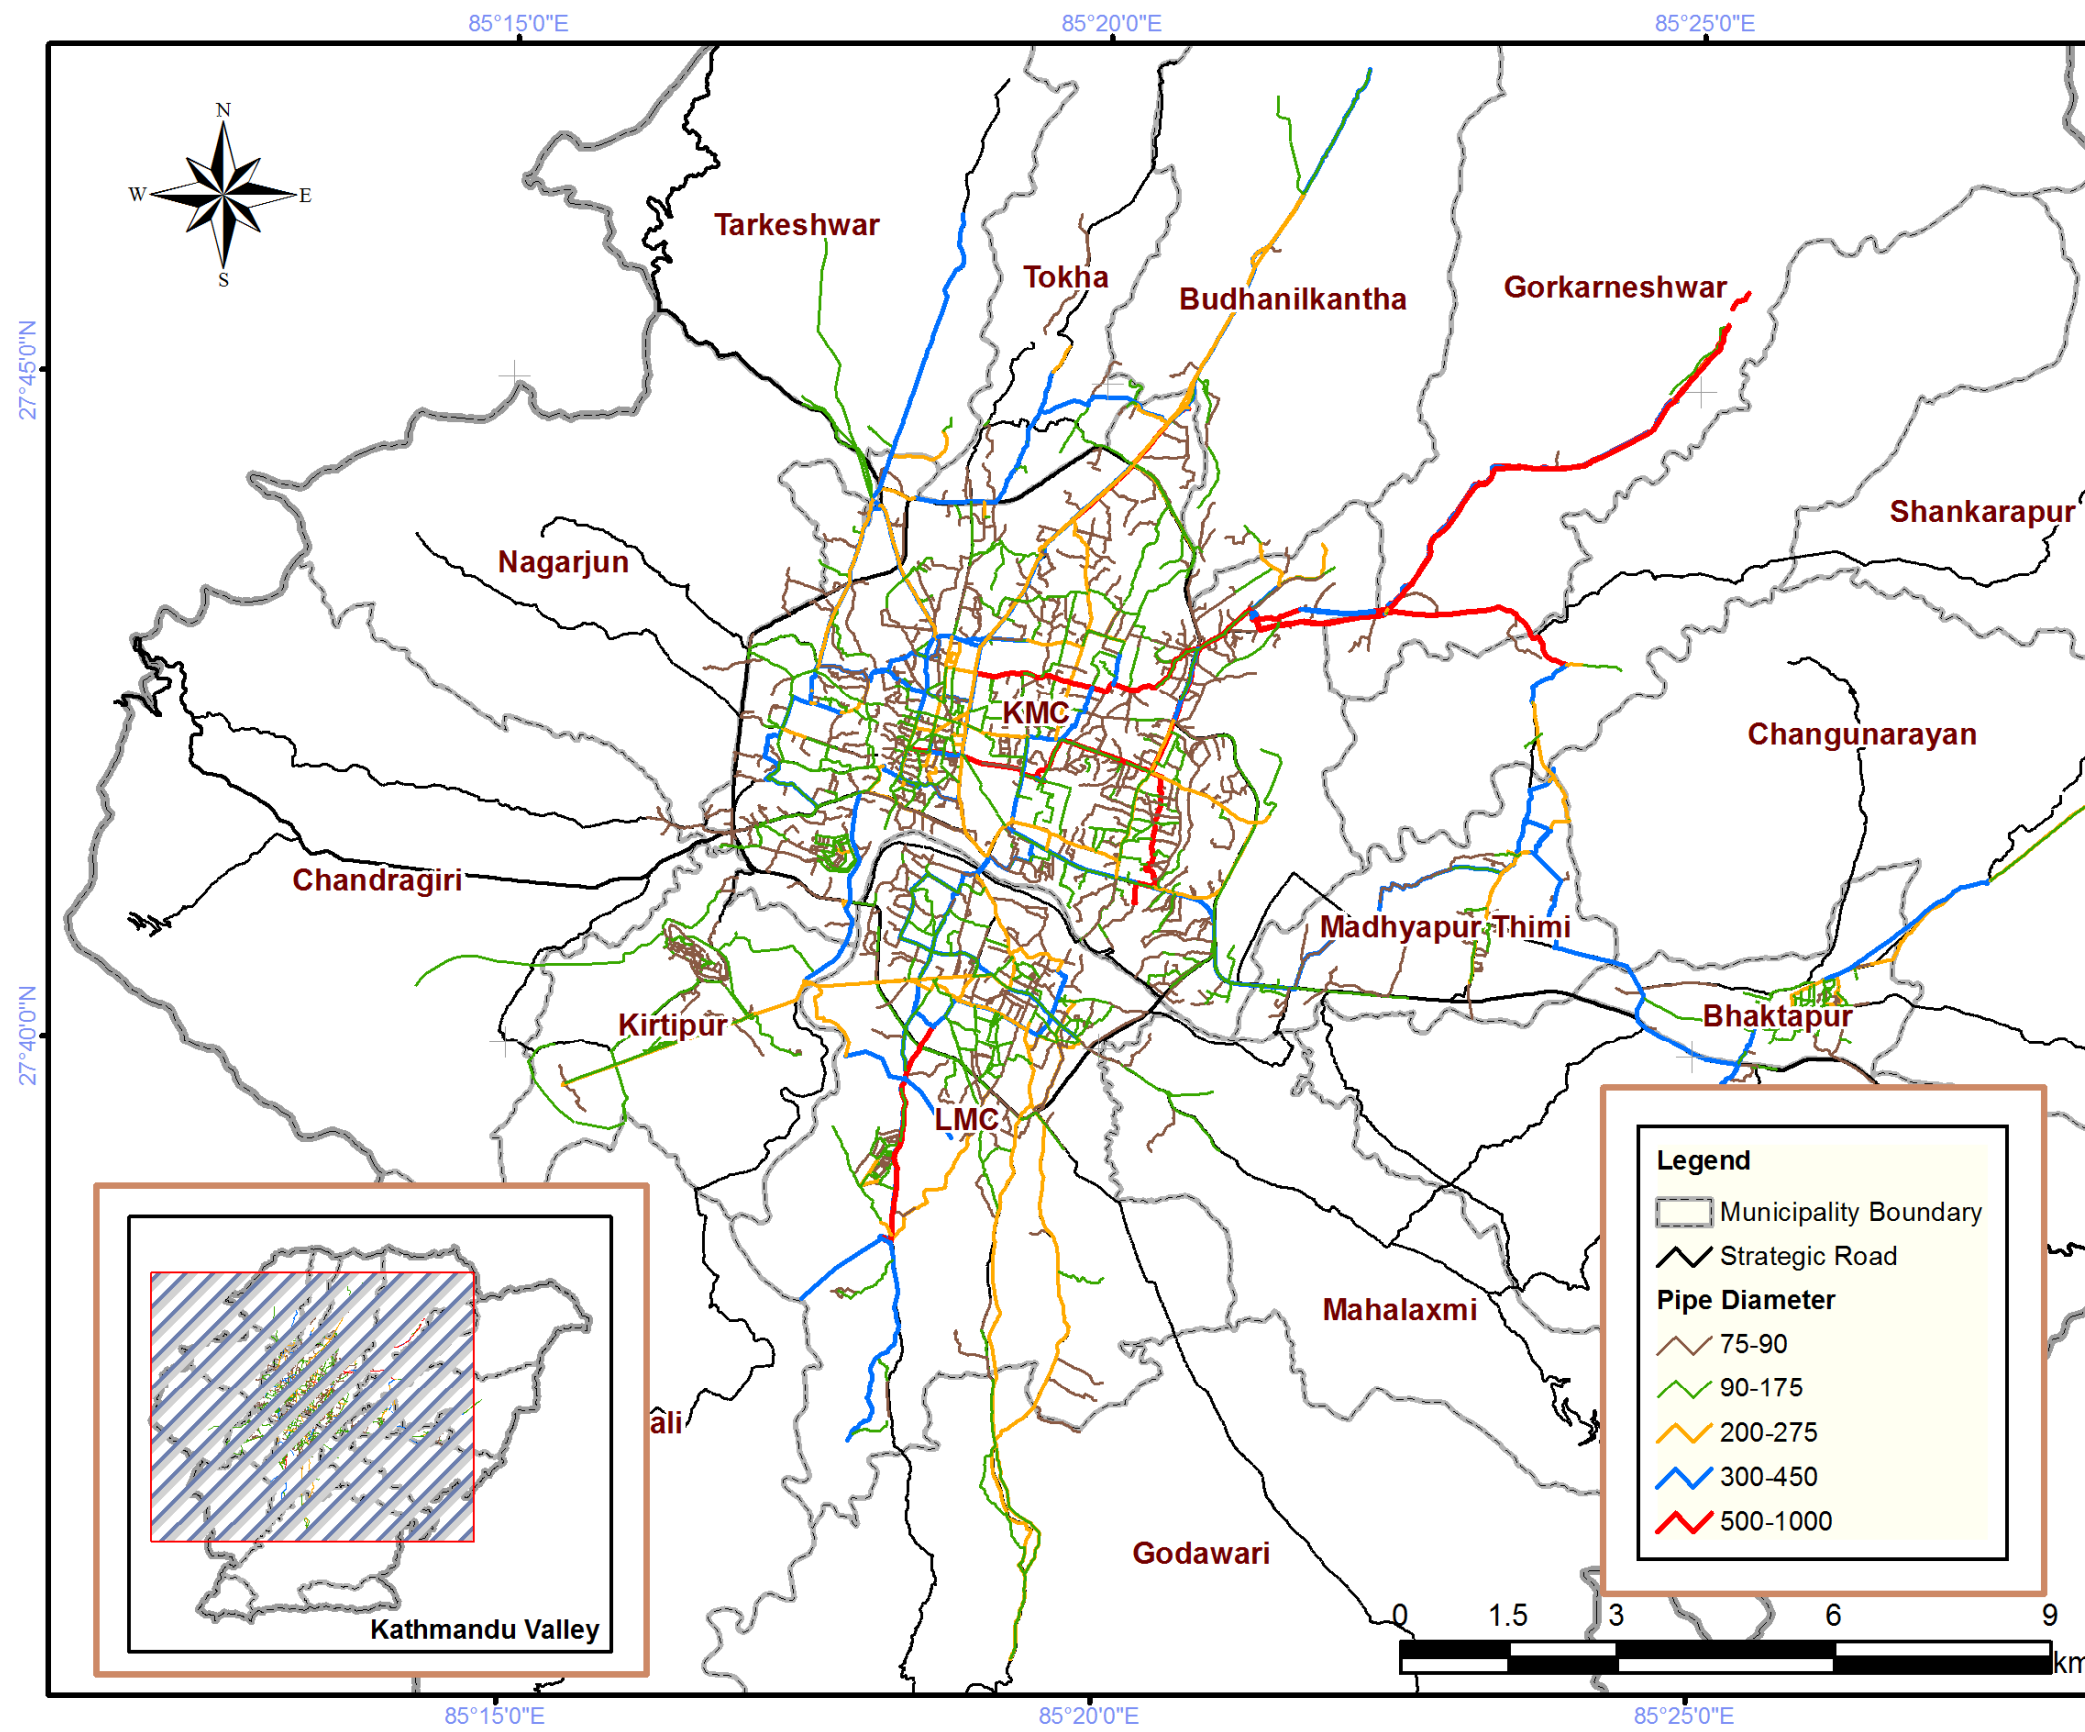 85°15'0"E
85°20'0"E
85°25'0"E
N
W
E
S
27°45'0"N
27°40'0"N
Tarkeshwar
Tokha
Budhanilkantha
Gorkarneshwar
Shankarapur
Nagarjun
KMC
Changunarayan
Chandragiri
Madhyapur Thimi
Kirtipur
Bhaktapur
LMC
Mahalaxmi
ali
Godawari
Legend
Municipality Boundary
Strategic Road
Pipe Diameter
75-90
90-175
200-275
300-450
500-1000
Kathmandu Valley
0 1.5 3 6 9
km
85°15'0"E
85°20'0"E
85°25'0"E